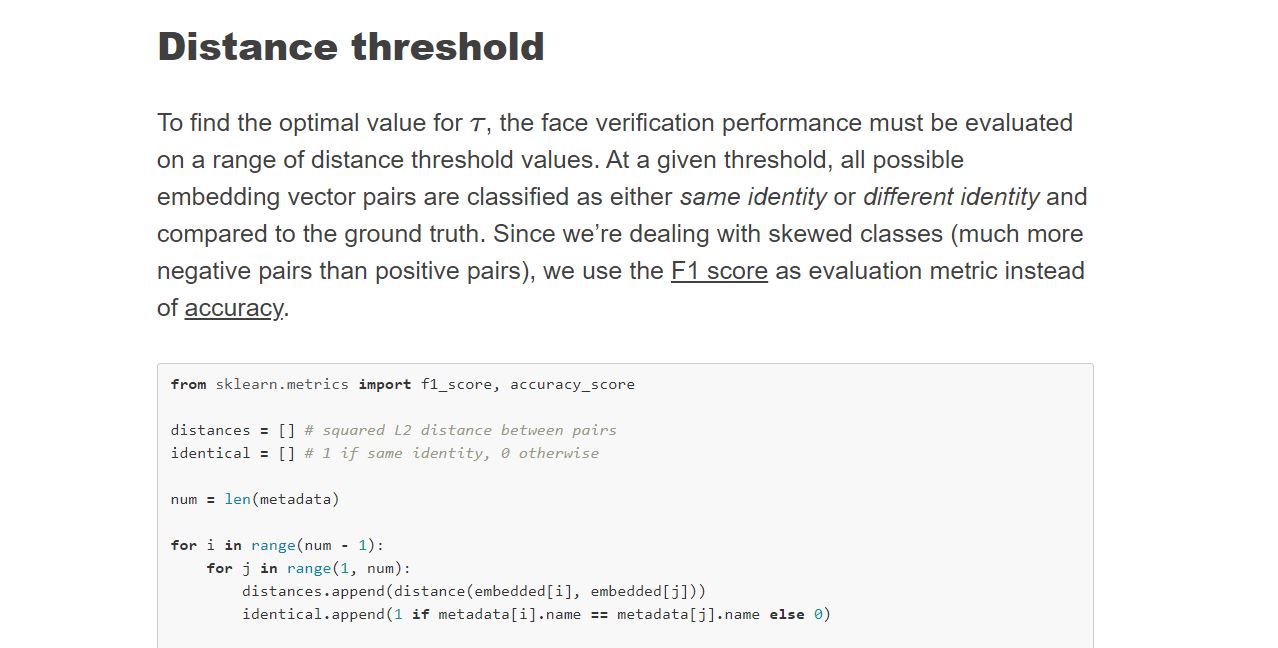 Distance threshold
To find the optimal value for τ, the face verification performance must be evaluated
on a range of distance threshold values. At a given threshold, all possible
embedding vector pairs are classified as either same identity or different identity and
compared to the ground truth. Since we’re dealing with skewed classes (much more
negative pairs than positive pairs), we use the F1 score as evaluation metric instead
of accuracy.
from sklearn.metrics import f1_score, accuracy_score
distances = [] # squared L2 distance between pairs
identical = [] # 1 if same identity, 0 otherwise
num = len(metadata)
for i in range(num - 1):
    for j in range(1, num):
        distances.append(distance(embedded[i], embedded[j]))
        identical.append(1 if metadata[i].name == metadata[j].name else 0)